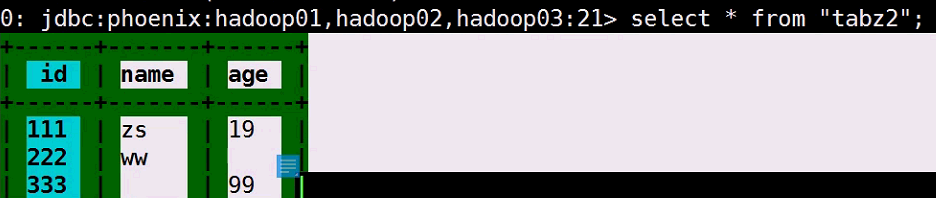 0: jdbc:phoenix:hadoop01,hadoop02,hadoop03:21> select * from "tabz2";
+------+-------+------+
| id | name | age |
+------+-------+------+
| 111 | zs | 19 |
| 222 | ww | |
| 333 | | 99 |